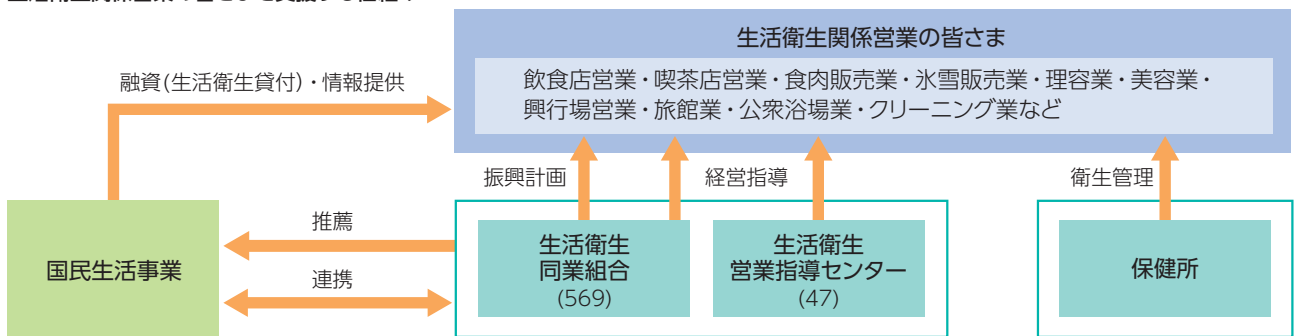 生活衛生関係営業の皆さま
融資(生活衛生貸付)・情報提供
飲食店営業・喫茶店営業・食肉販売業・氷雪販売業・理容業・美容業・
興行場営業・旅館業・公衆浴場業・クリーニング業など
振興計画
経営指導
衛生管理
国民生活事業
推薦
連携
生活衛生
同業組合
(569)
生活衛生
営業指導センター
(47)
保健所